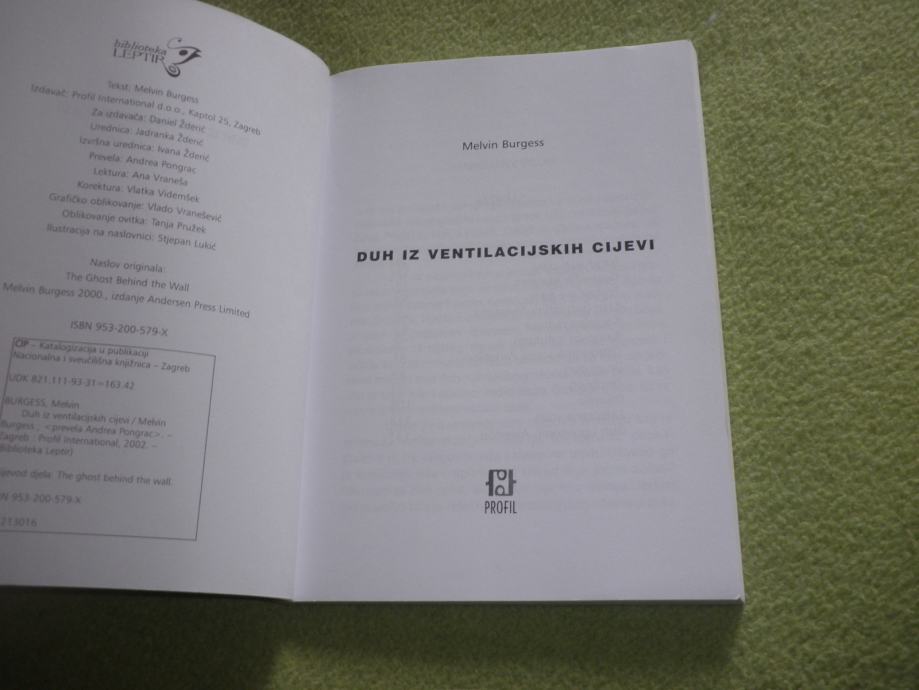 biblioteka
LEPTIR
Tekst: Melvin Burgess
Izdavač: Profil International d.o.o., Kaptol 25, Zagreb
Za izdavača: Daniel Žderić
Urednica: Jadranka Žderić
Izvršna urednica: Ivana Žderić
Prevela: Andrea Pongrac
Lektura: Ana Vraneša
Korektura: Vlatka Videmšek
Grafičko oblikovanje: Vlado Vranešević
Oblikovanje ovitka: Tanja Pružek
Ilustracija na naslovnici: Stjepan Lukić
Naslov originala:
The Ghost Behind the Wall
Melvin Burgess 2000., izdanje Andersen Press Limited
ISBN 953-200-579-X
CIP – Katalogizacija u publikaciji
Nacionalna i sveučilišna knjižnica – Zagreb
UDK 821.111-93-31=163.42
BURGESS, Melvin
Duh iz ventilacijskih cijevi / Melvin
Burgess ; <prevela Andrea Pongrac>. –
Zagreb : Profil International, 2002. –
(Biblioteka Leptir)
ijevod djela: The ghost behind the wall.
N 953-200-579-X
213016
Melvin Burgess
DUH IZ VENTILACIJSKIH CIJEVI
PROFIL